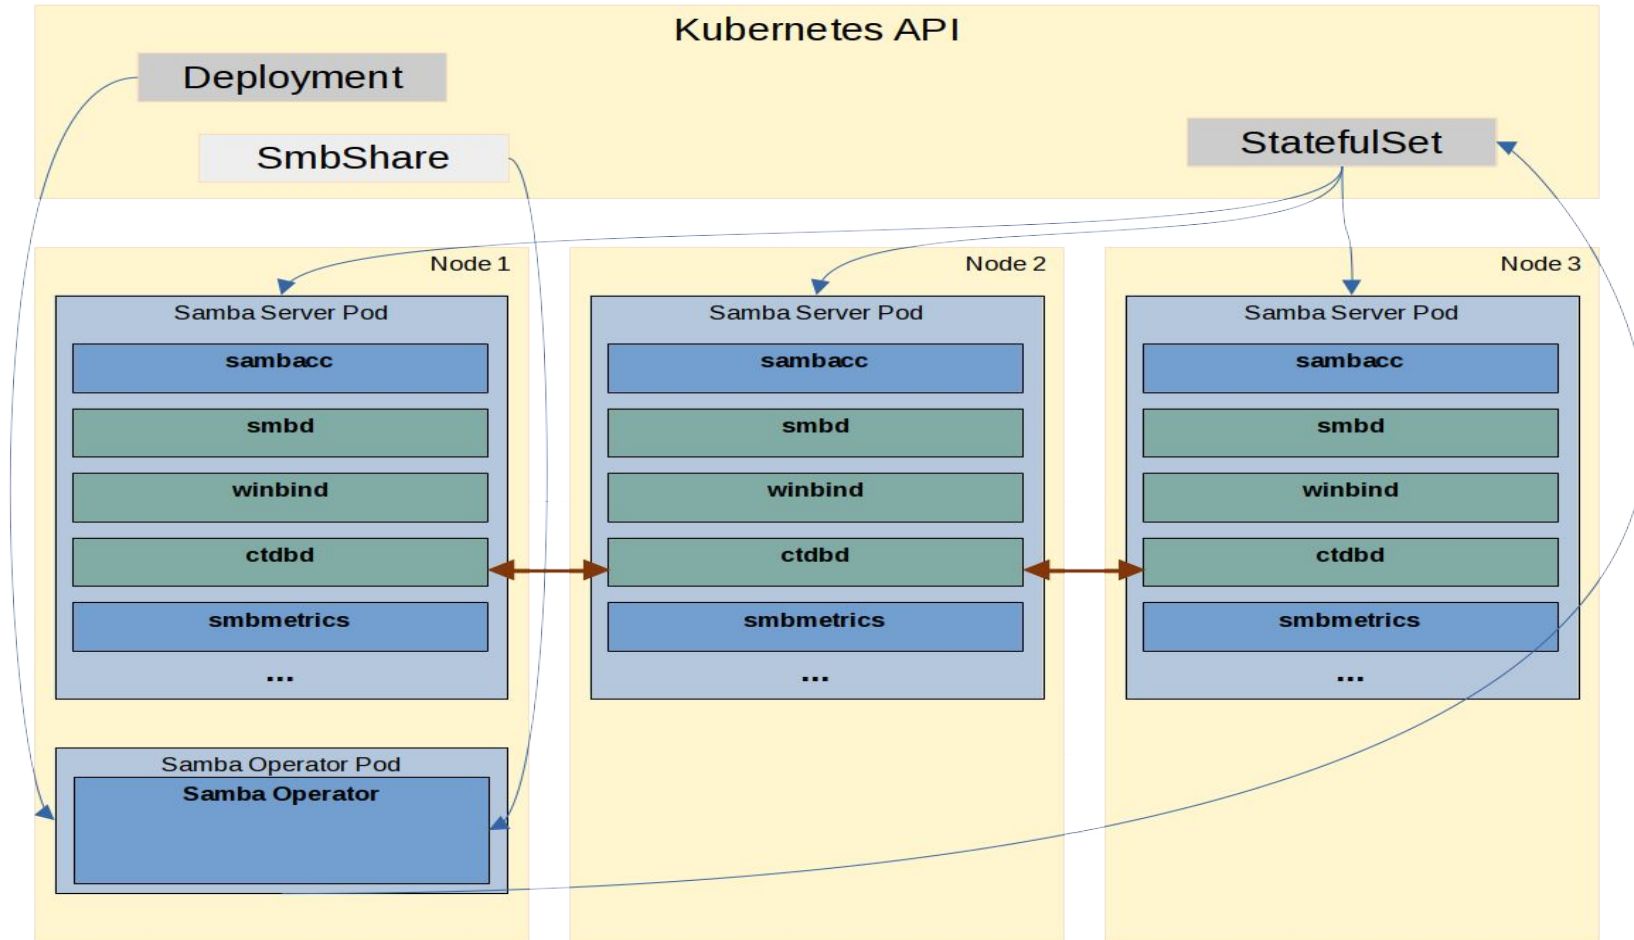 Kubernetes API
Deployment
SmbShare
StatefulSet
Node 1
Samba Server Pod
sambacc
smbd
winbind
ctdbd
smbmetrics
...
Samba Operator Pod
Samba Operator
Node 2
Samba Server Pod
sambacc
smbd
winbind
ctdbd
smbmetrics
...
Node 3
Samba Server Pod
sambacc
smbd
winbind
ctdbd
smbmetrics
...